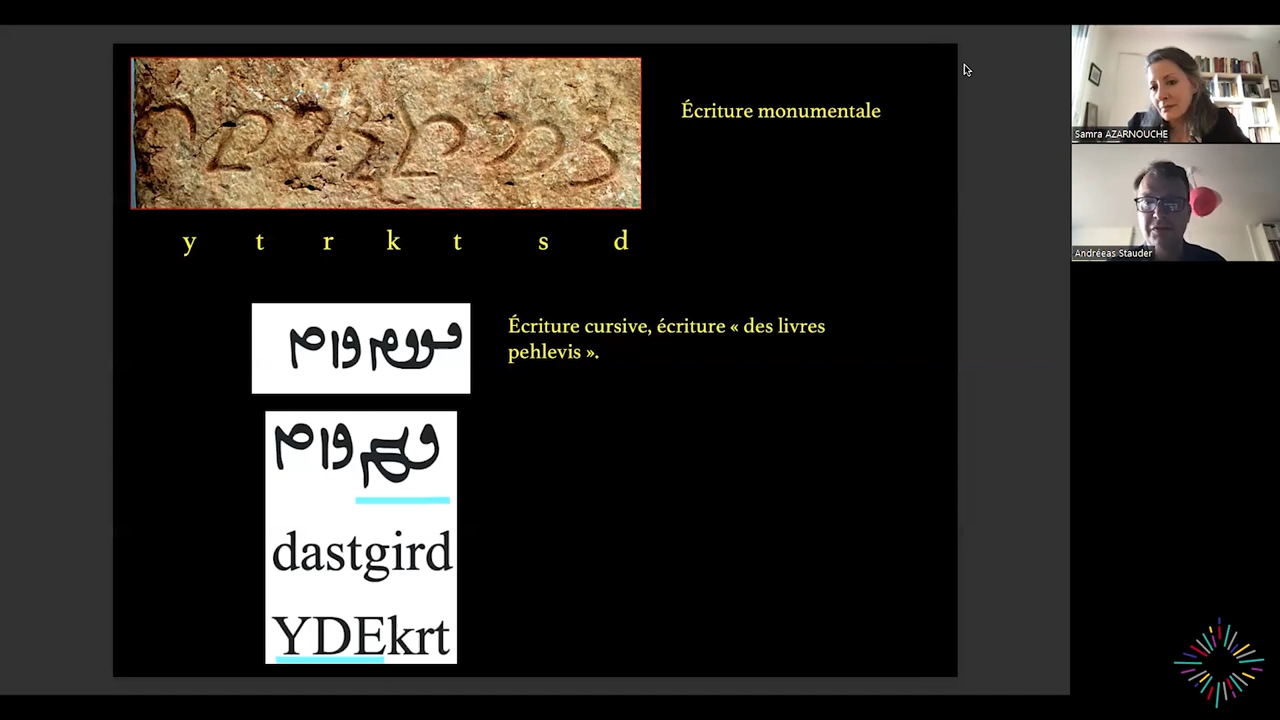 Écriture monumentale
y t r k t s d
Écriture cursive, écriture « des livres
pehlevis ».
dastgird
YDEkrt
Samra AZARNOUCHE
Andréeas Stauder